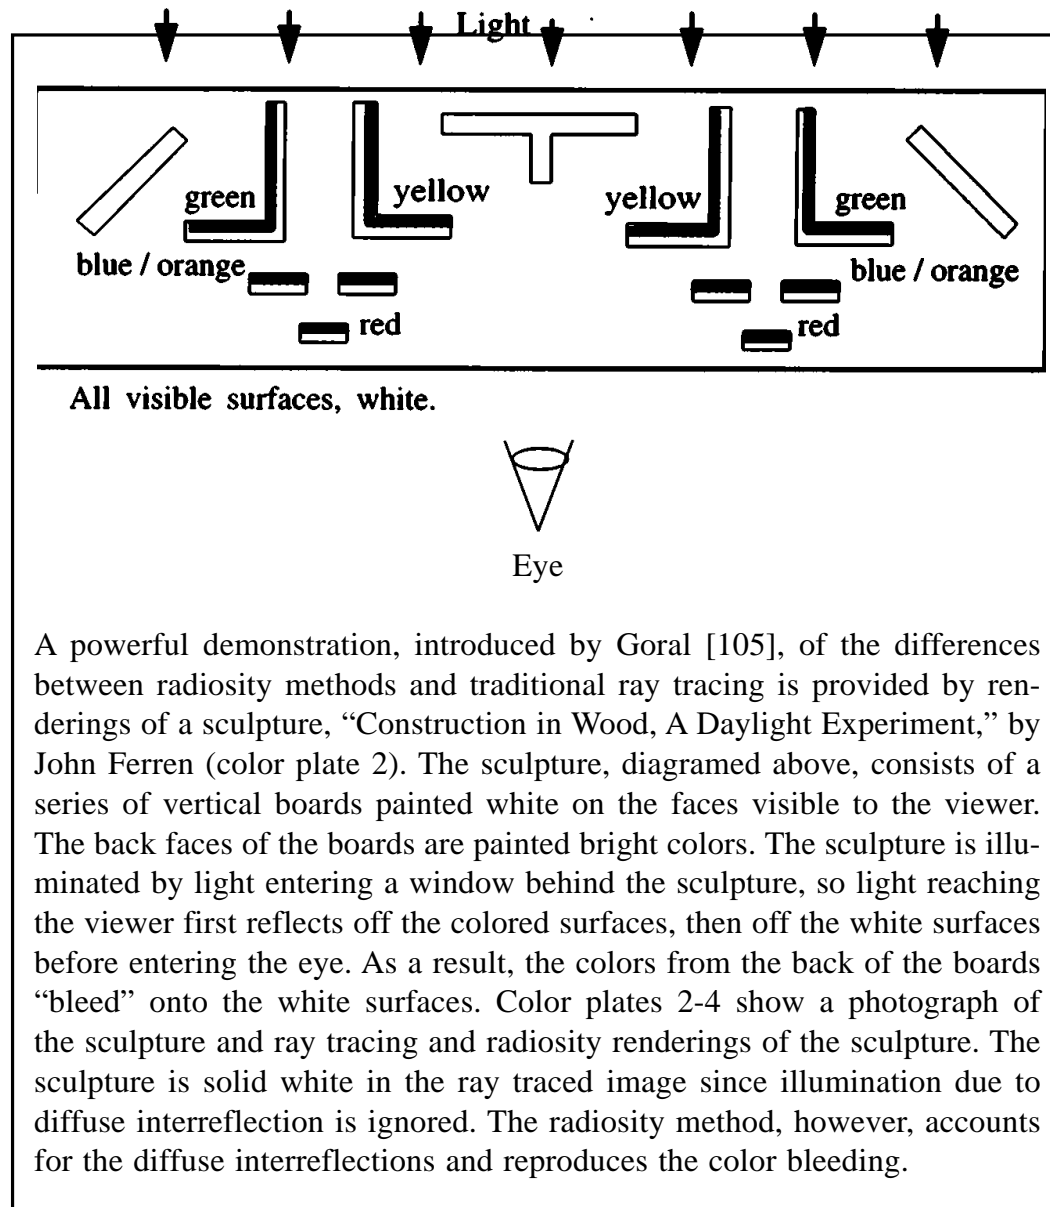 Light
green
yellow
yellow
green
blue / orange
blue / orange
red
red
All visible surfaces, white.
Eye
A powerful demonstration, introduced by Goral [105], of the differences
between radiosity methods and traditional ray tracing is provided by ren-
derings of a sculpture, “Construction in Wood, A Daylight Experiment,” by
John Ferren (color plate 2). The sculpture, diagramed above, consists of a
series of vertical boards painted white on the faces visible to the viewer.
The back faces of the boards are painted bright colors. The sculpture is illu-
minated by light entering a window behind the sculpture, so light reaching
the viewer first reflects off the colored surfaces, then off the white surfaces
before entering the eye. As a result, the colors from the back of the boards
“bleed” onto the white surfaces. Color plates 2-4 show a photograph of
the sculpture and ray tracing and radiosity renderings of the sculpture. The
sculpture is solid white in the ray traced image since illumination due to
diffuse interreflection is ignored. The radiosity method, however, accounts
for the diffuse interreflections and reproduces the color bleeding.